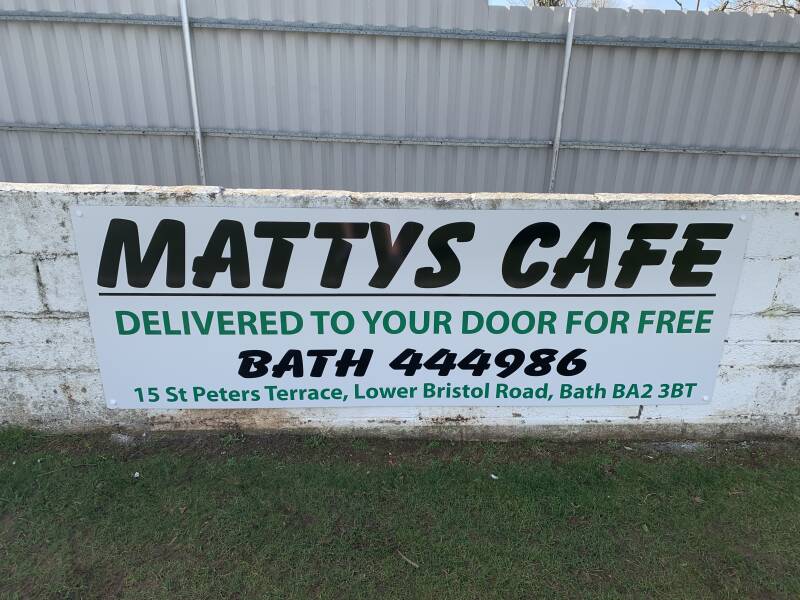 MATTYS CAFE
DELIVERED TO YOUR DOOR FOR FREE
BATH 444986
15 St Peters Terrace, Lower Bristol Road, Bath BA2 3BT